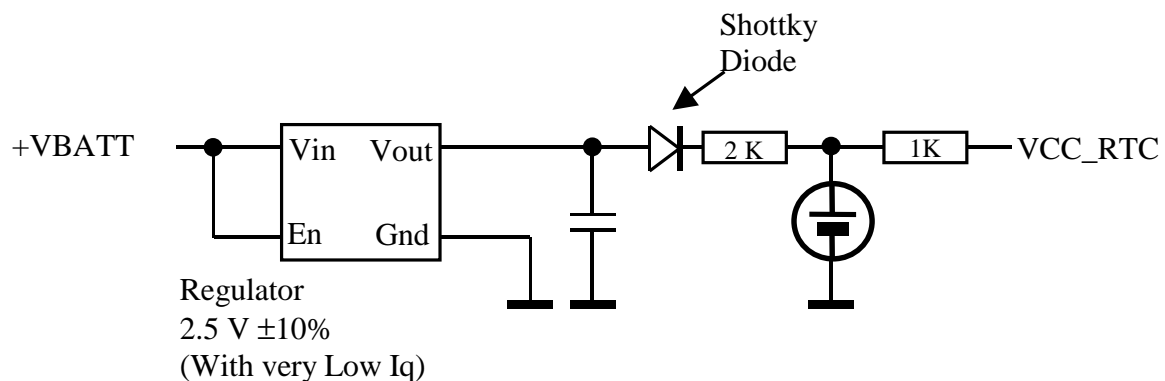 Shottky
Diode
+VBATT
Vin
Vout
2 K
1K
VCC_RTC
En
Gnd
Regulator
2.5 V ±10%
(With very Low Iq)